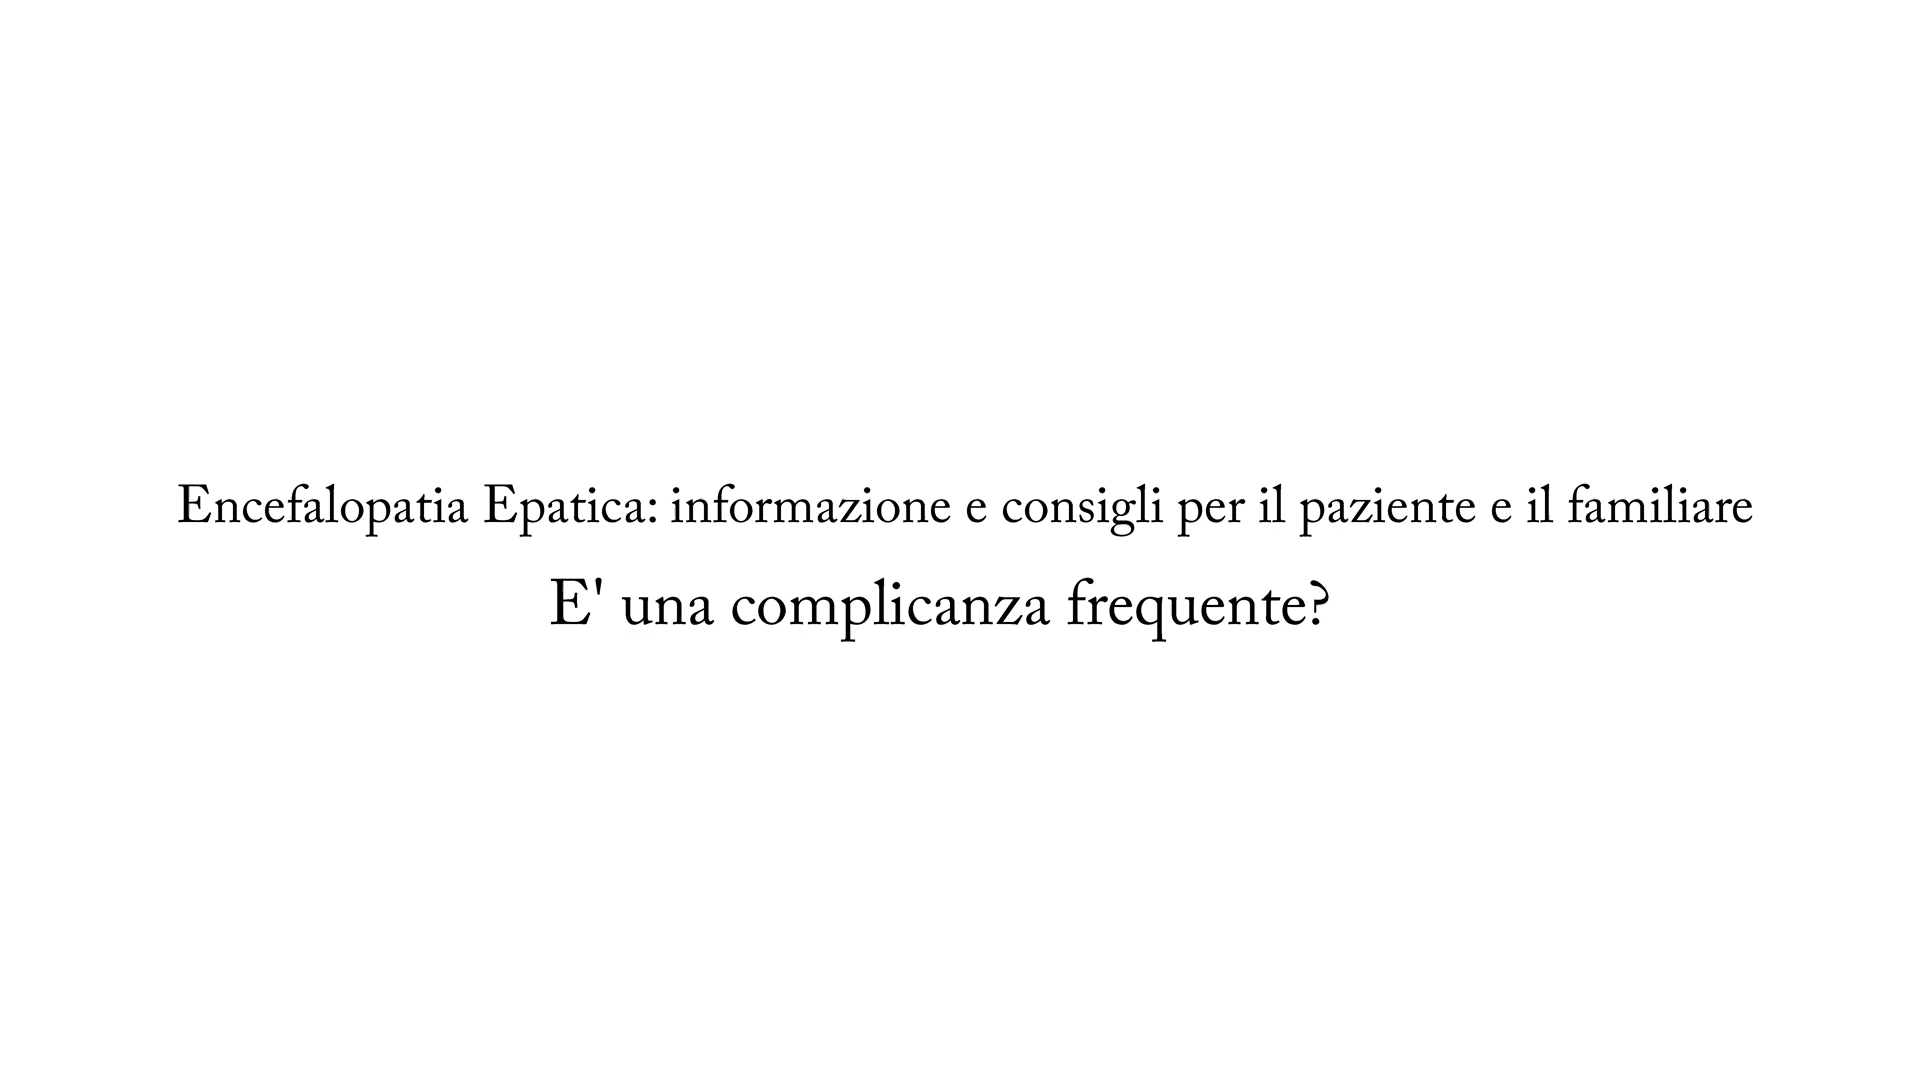 Encefalopatia Epatica: informazione e consigli per il paziente e il familiare
E' una complicanza frequente?